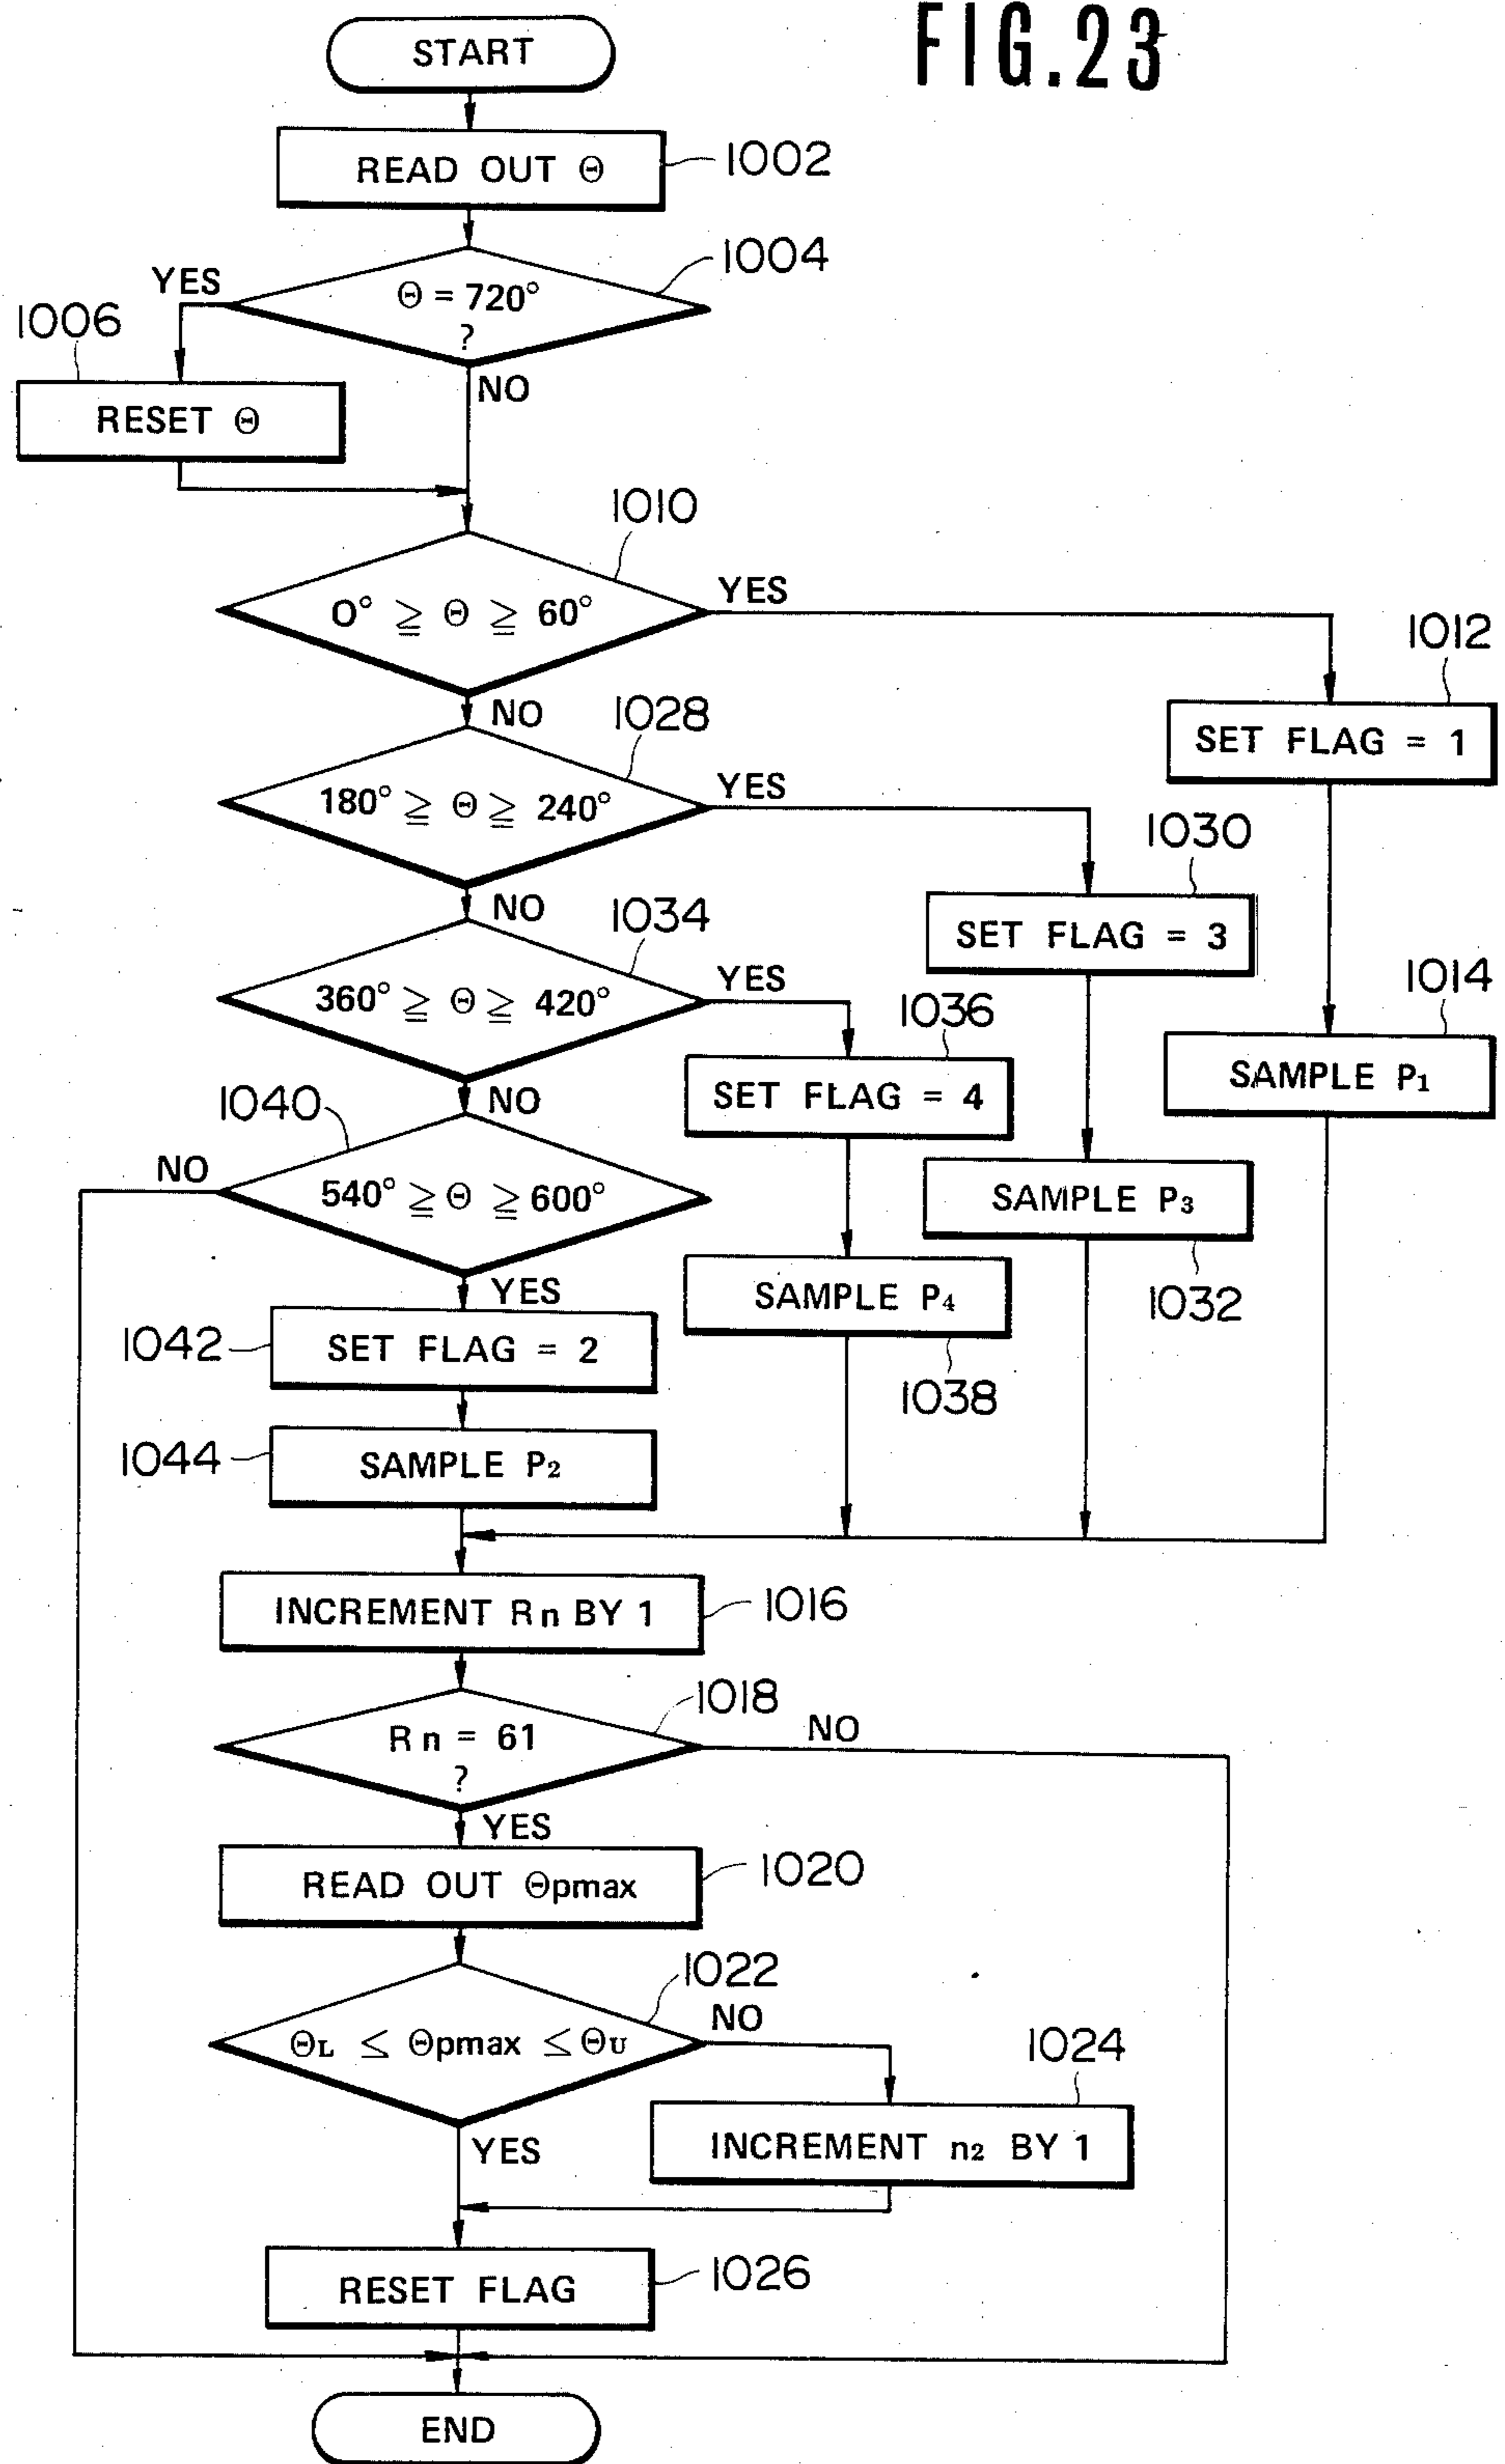 FIG.23
START
READ OUT Θ
1002
1004
YES
Θ = 720°
?
1006
NO
RESET Θ
1010
0° ≧ Θ ≧ 60°
YES
1012
NO
1028
SET FLAG = 1
180° ≧ Θ ≧ 240°
YES
1030
NO
1034
SET FLAG = 3
360° ≧ Θ ≧ 420°
YES
1014
1036
SAMPLE P1
SET FLAG = 4
1040
NO
NO
540° ≧ Θ ≧ 600°
SAMPLE P3
1032
YES
SAMPLE P4
1038
1042
SET FLAG = 2
1044
SAMPLE P2
INCREMENT Rn BY 1
1016
1018
Rn = 61
?
NO
YES
READ OUT Θpmax
1020
1022
ΘL ≤ Θpmax ≤ ΘU
NO
1024
YES
INCREMENT n2 BY 1
RESET FLAG
1026
END